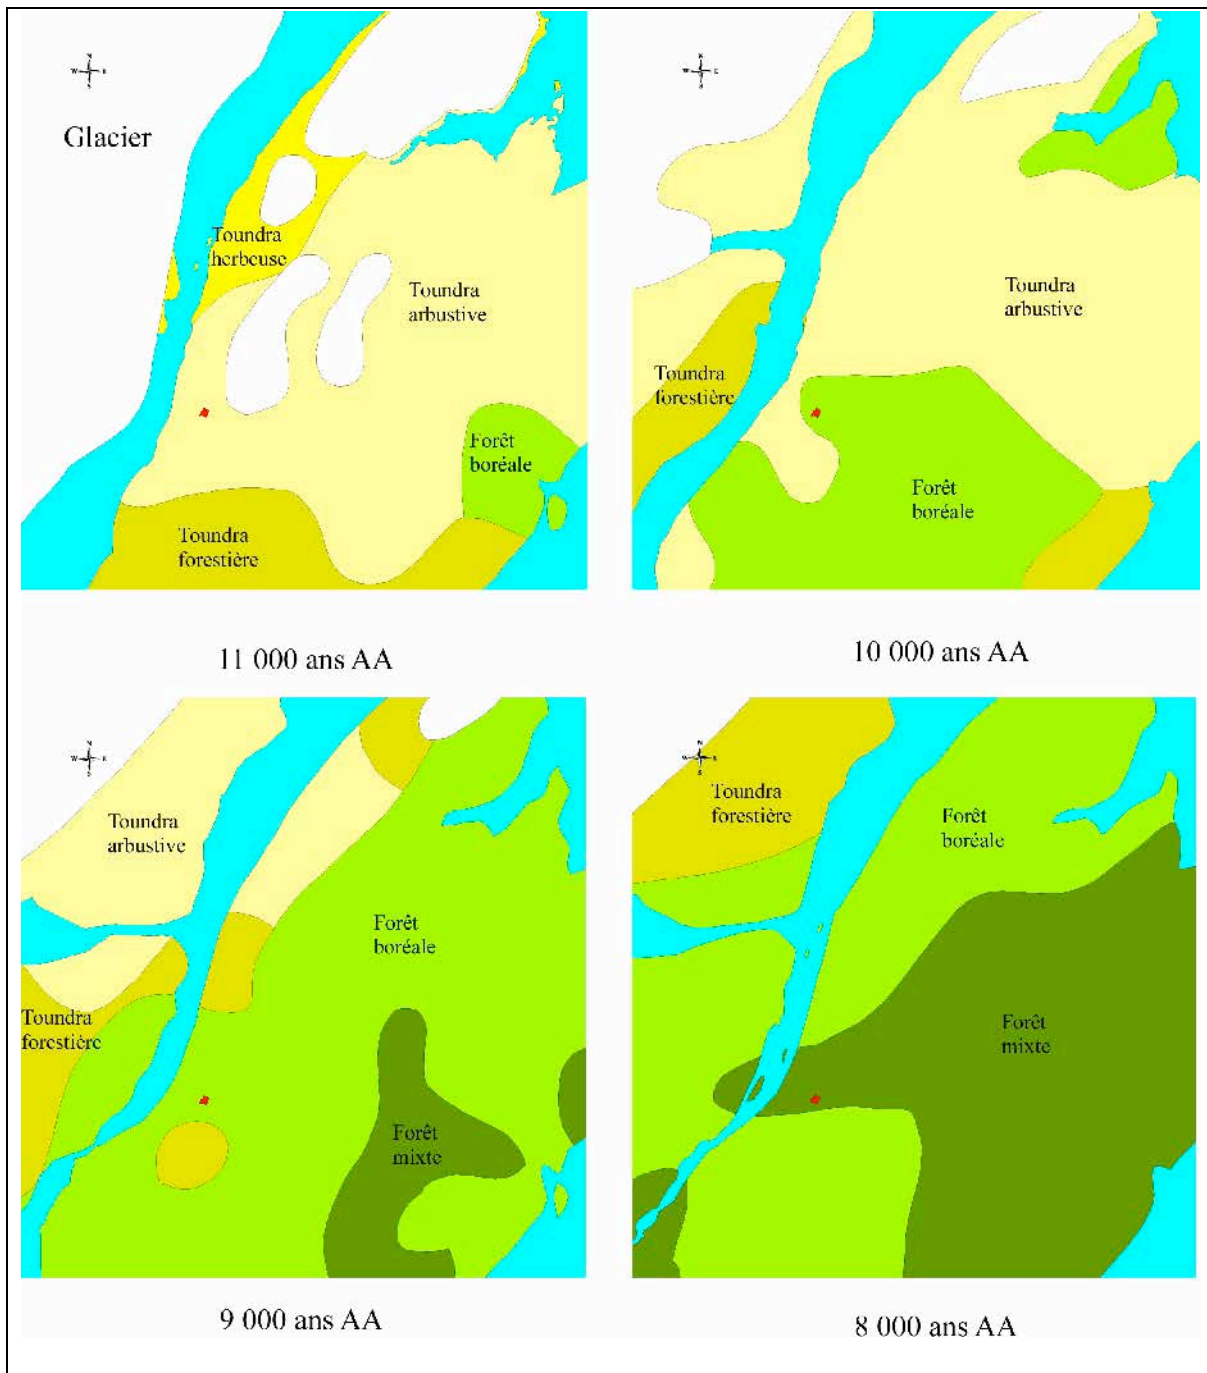 N
W E
S
Glacier
Toundra
herbeuse
Toundra
arbustive
Forêt
boréale
Toundra
forestière
11 000 ans AA
N
W E
S
Toundra
arbustive
Toundra
forestière
Forêt
boréale
10 000 ans AA
N
W E
S
Toundra
arbustive
Forêt
boréale
Toundra
forestière
Forêt
mixte
9 000 ans AA
N
W E
S
Toundra
forestière
Forêt
boréale
Forêt
mixte
8 000 ans AA